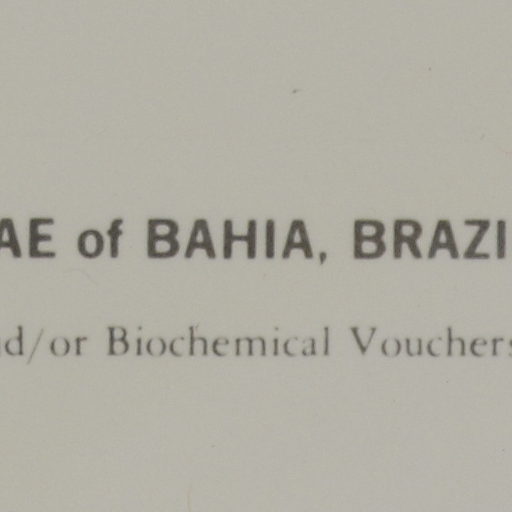 AE of BAHIA, BRAZI
d/or Biochemical Vouchers